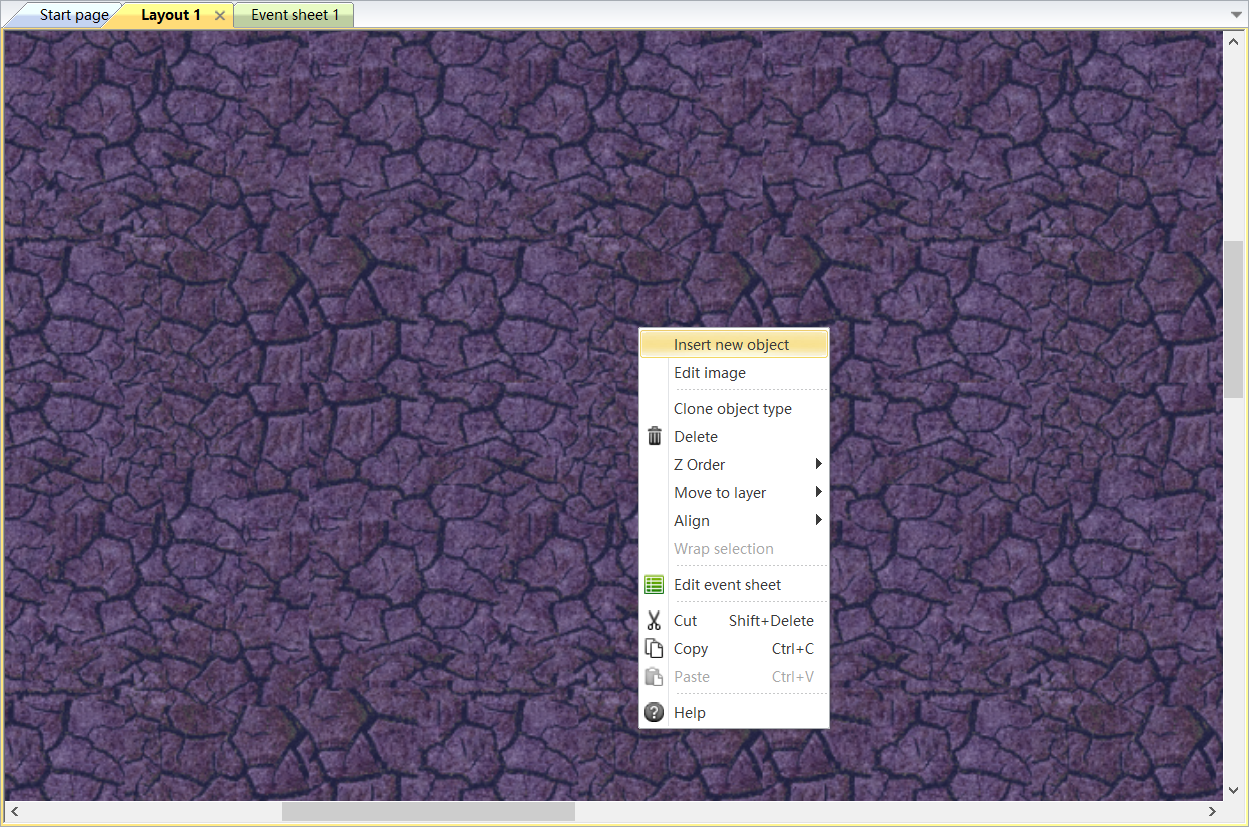 Start page Layout 1 Event sheet 1
Insert new object
Edit image
Clone object type
Delete
Z Order
Move to layer
Align
Wrap selection
Edit event sheet
Cut Shift+Delete
Copy Ctrl+C
Paste Ctrl+V
Help